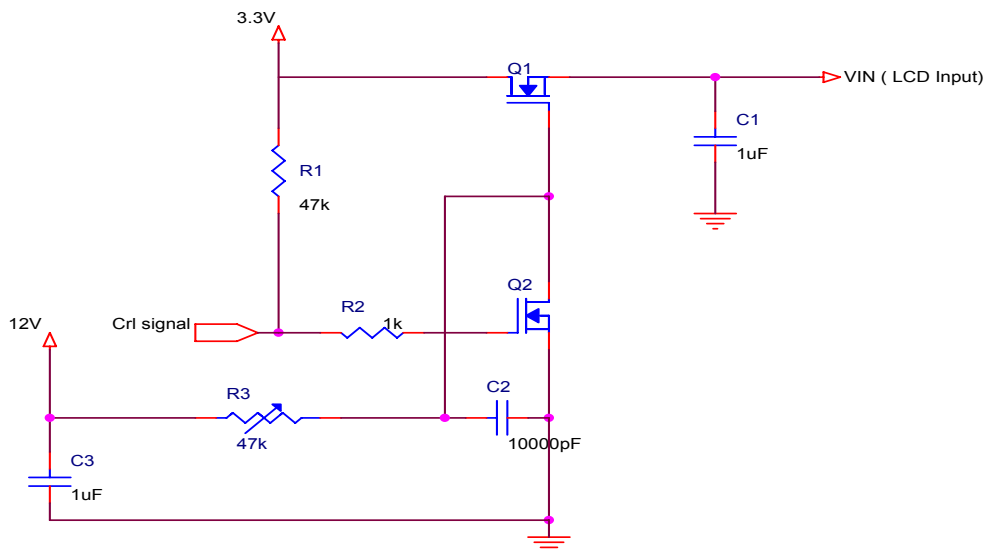 3.3V
Q1
VIN ( LCD Input)
C1
1uF
R1
47k
Q2
12V
Crl signal
R2
1k
R3
47k
C2
10000pF
C3
1uF